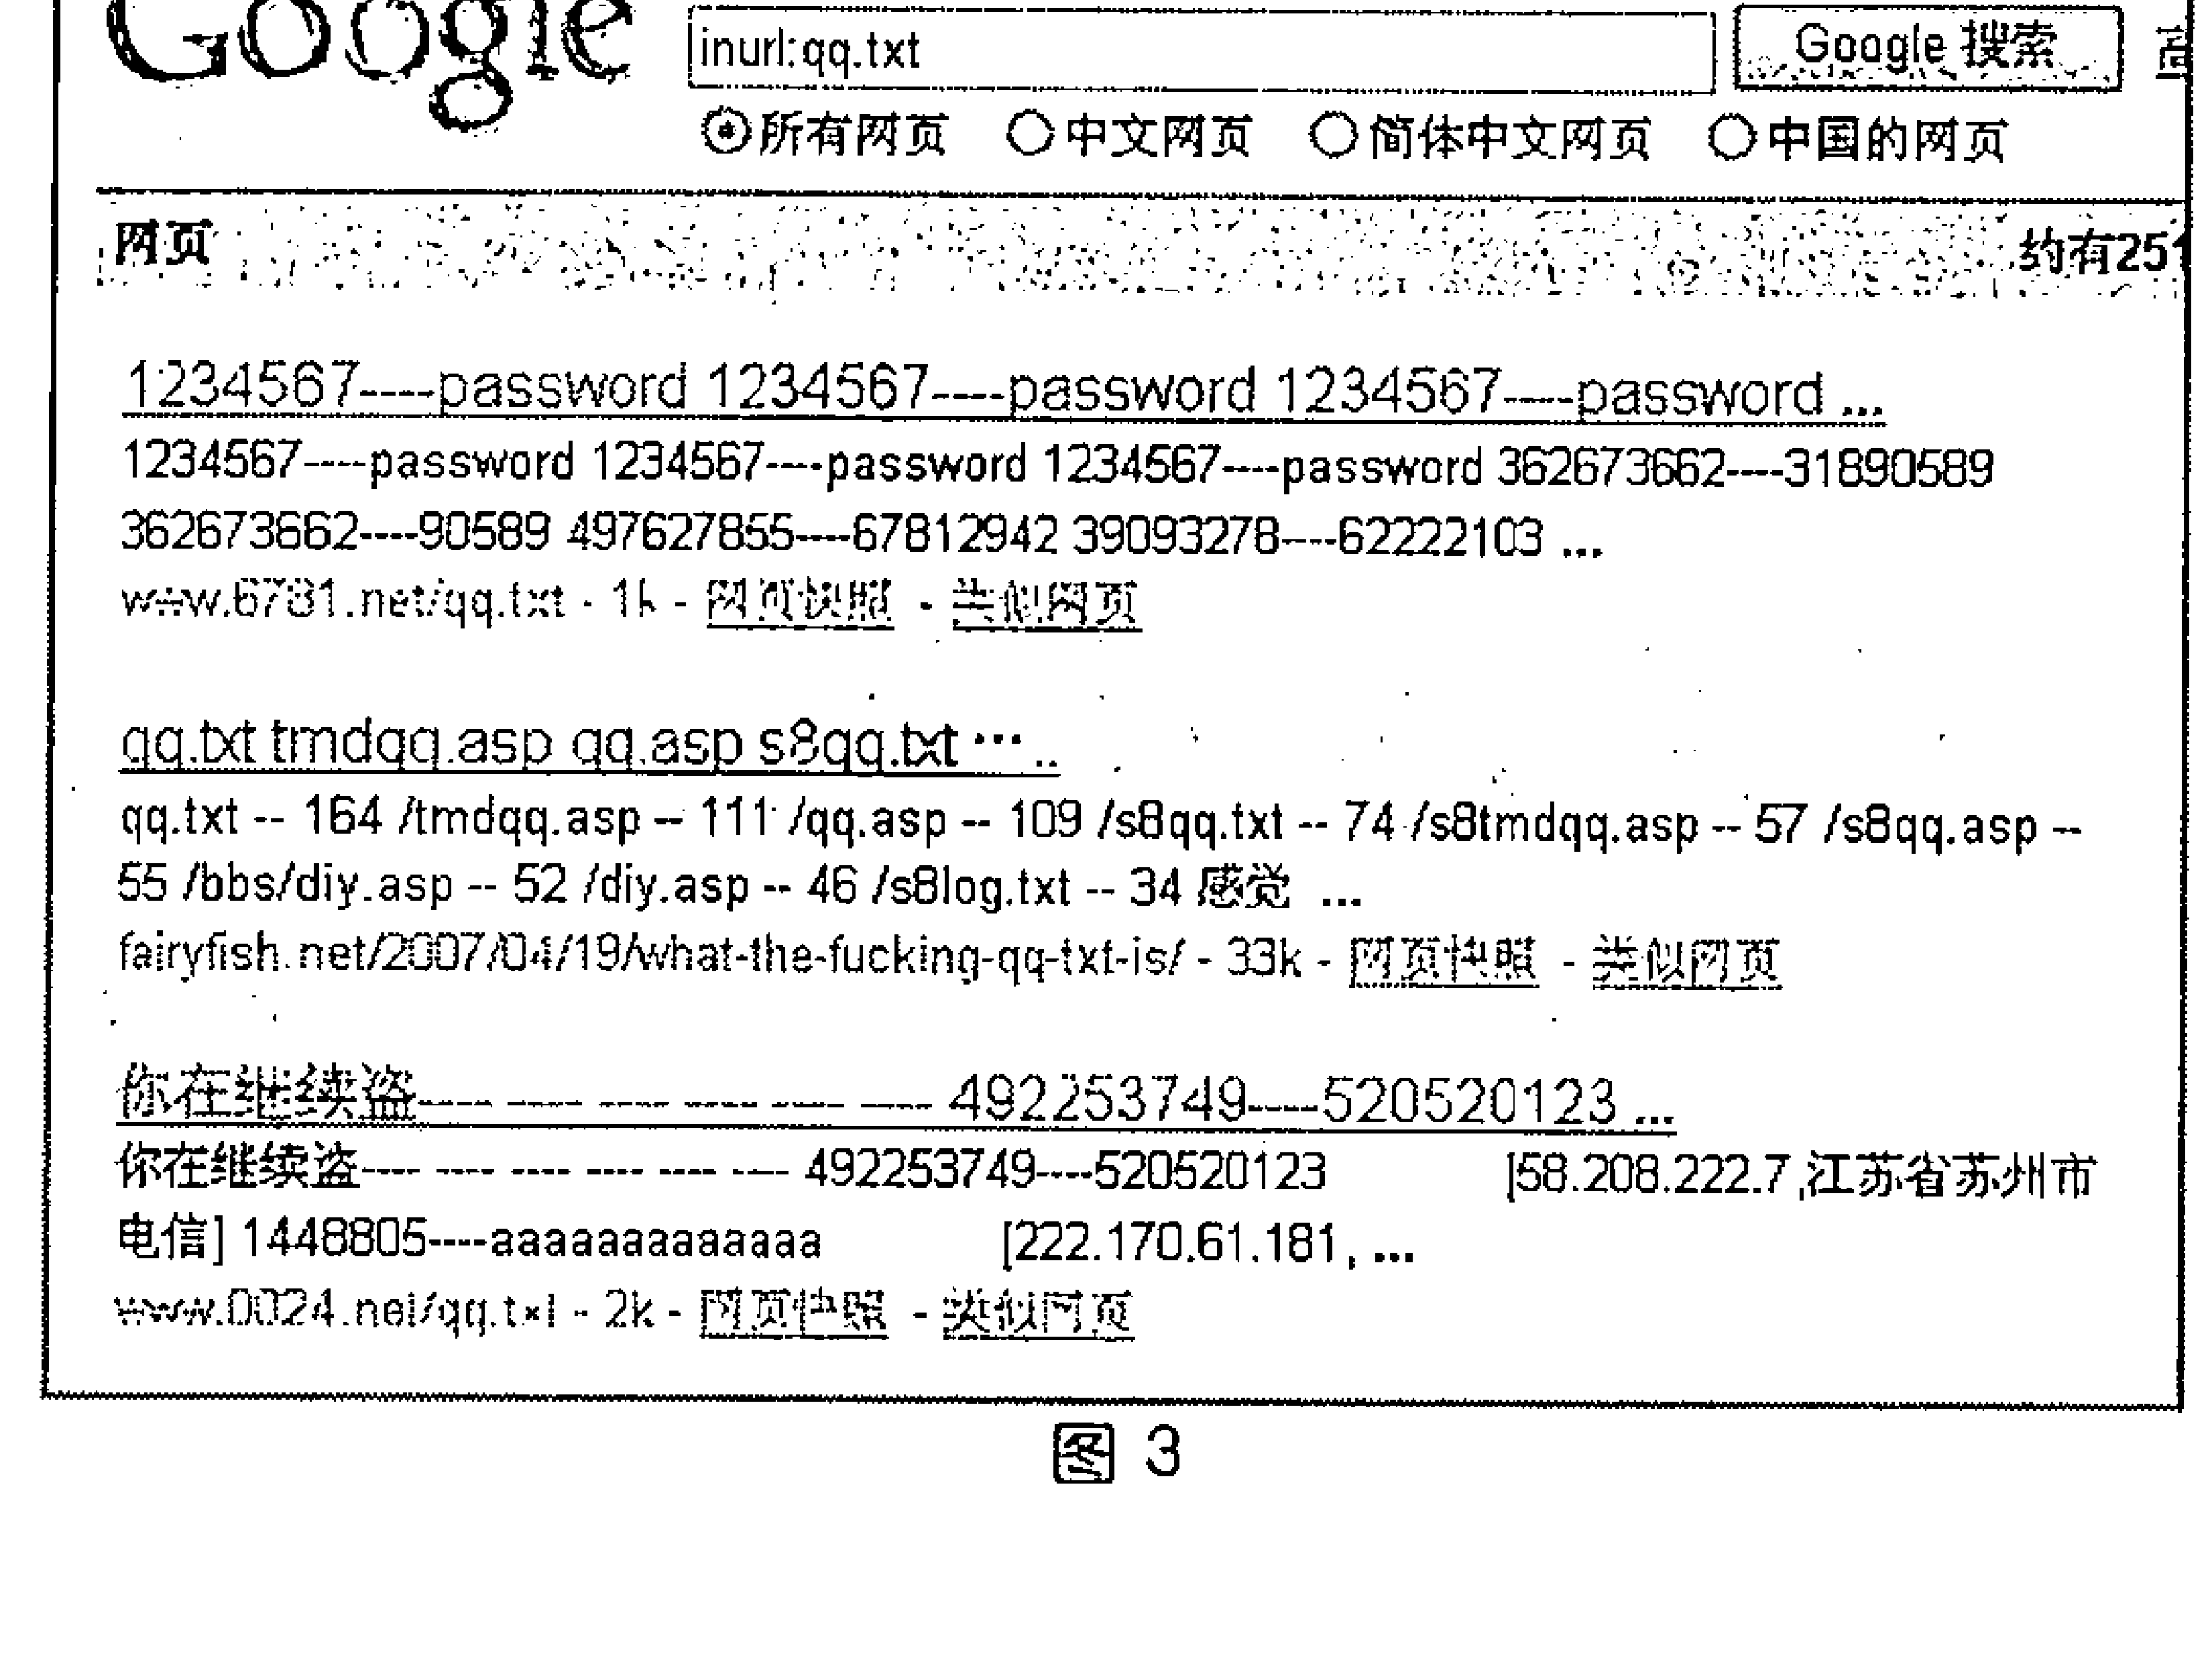 Google
inurl:qq.txt
Google 搜索
所有网页 中文网页 简体中文网页 中国的网页
网页
约有251
1234567----password 1234567----password 1234567----password ...
1234567----password 1234567----password 1234567----password 362673662----31890589
362673662----90589 497627855----67812942 39093278----62222103 ...
www.6781.net/qq.txt - 1k - 网页快照 - 类似网页
qq.txt tmdqq.asp qq.asp s8qq.txt ··· ..
qq.txt -- 164 /tmdqq.asp -- 111 /qq.asp -- 109 /s8qq.txt -- 74 /s8tmdqq.asp -- 57 /s8qq.asp --
55 /bbs/diy.asp -- 52 /diy.asp -- 46 /s8log.txt -- 34 感觉 ...
fairyfish.net/2007/04/19/what-the-fucking-qq-txt-is/ - 33k - 网页快照 - 类似网页
你在继续盗---- ---- ---- ---- ---- ---- 492253749----520520123 ...
你在继续盗---- ---- ---- ---- ---- ---- 492253749----520520123 [58.208.222.7,江苏省苏州市
电信] 1448805----aaaaaaaaaaaaa [222.170.61.181, ...
www.0024.net/qq.txt - 2k - 网页快照 - 类似网页
图 3